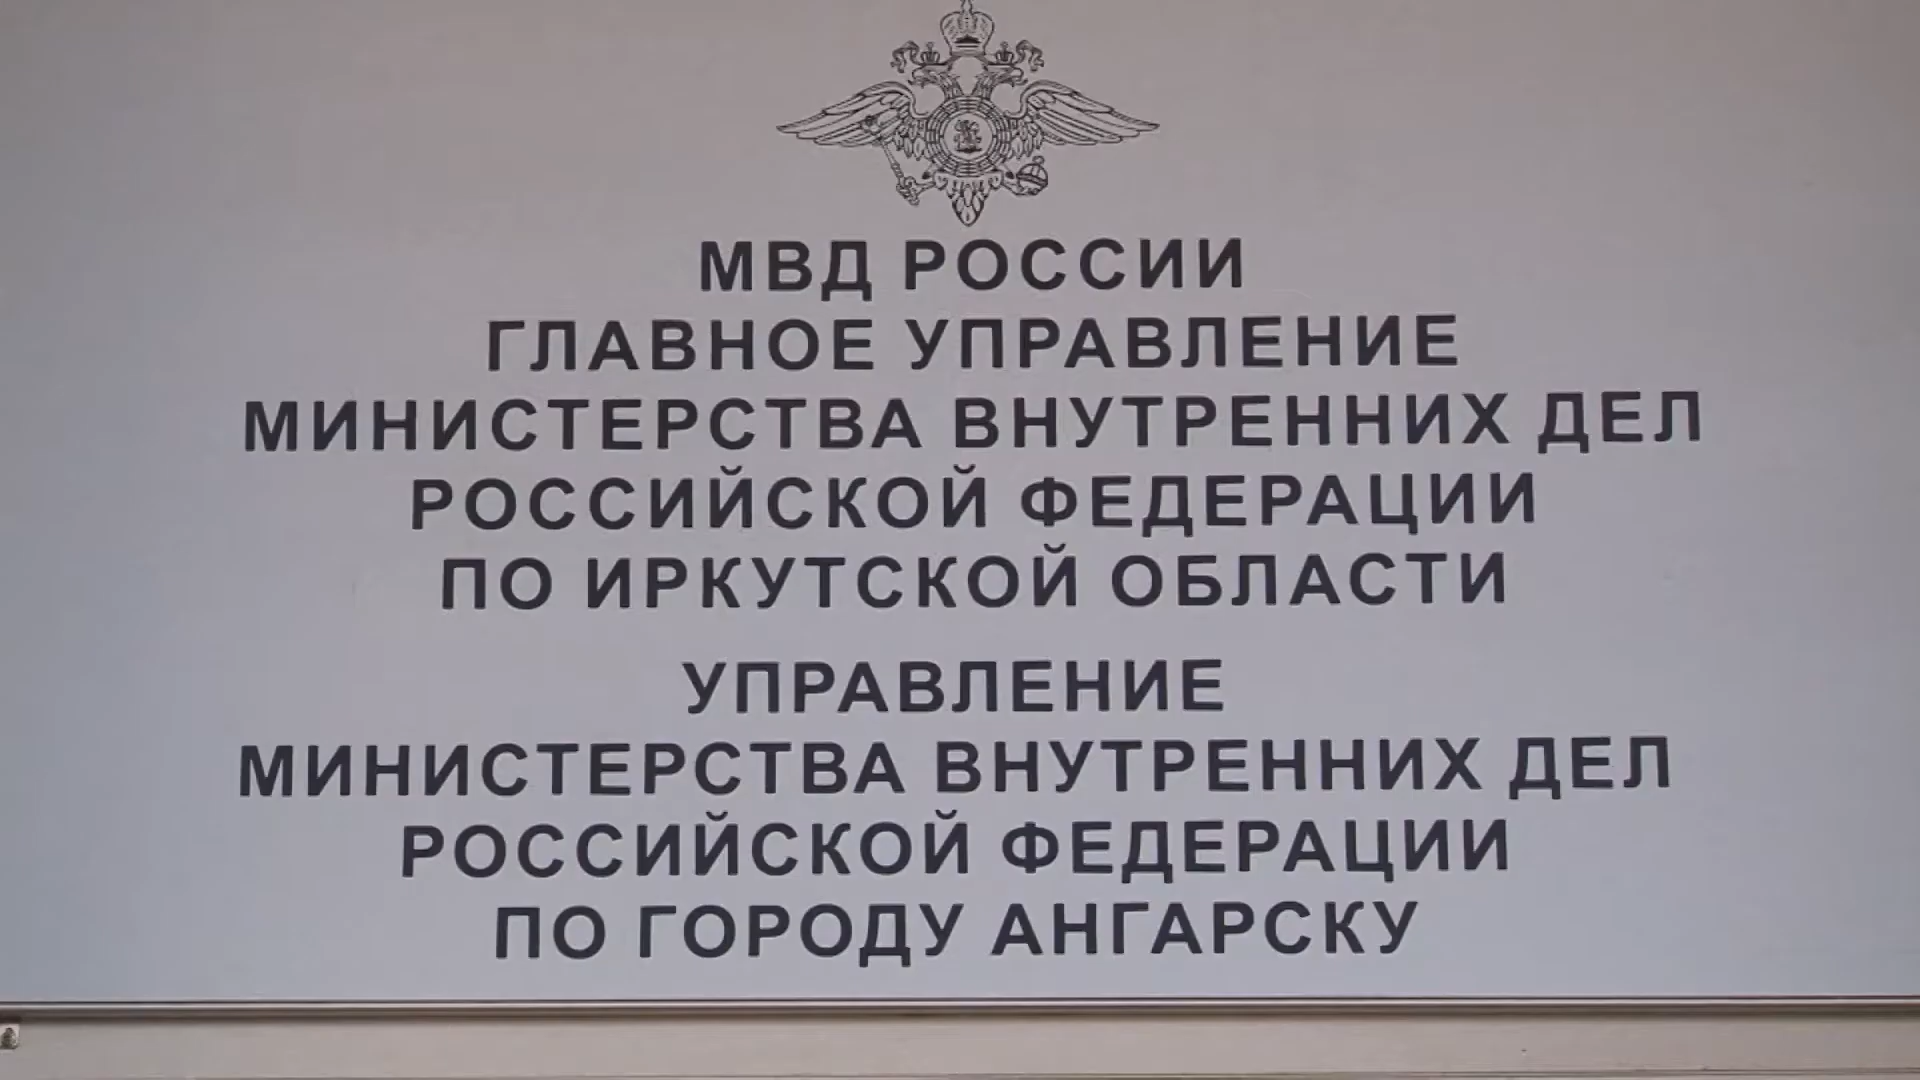 МВД РОССИИ
ГЛАВНОЕ УПРАВЛЕНИЕ
МИНИСТЕРСТВА ВНУТРЕННИХ ДЕЛ
РОССИЙСКОЙ ФЕДЕРАЦИИ
ПО ИРКУТСКОЙ ОБЛАСТИ
УПРАВЛЕНИЕ
МИНИСТЕРСТВА ВНУТРЕННИХ ДЕЛ
РОССИЙСКОЙ ФЕДЕРАЦИИ
ПО ГОРОДУ АНГАРСКУ